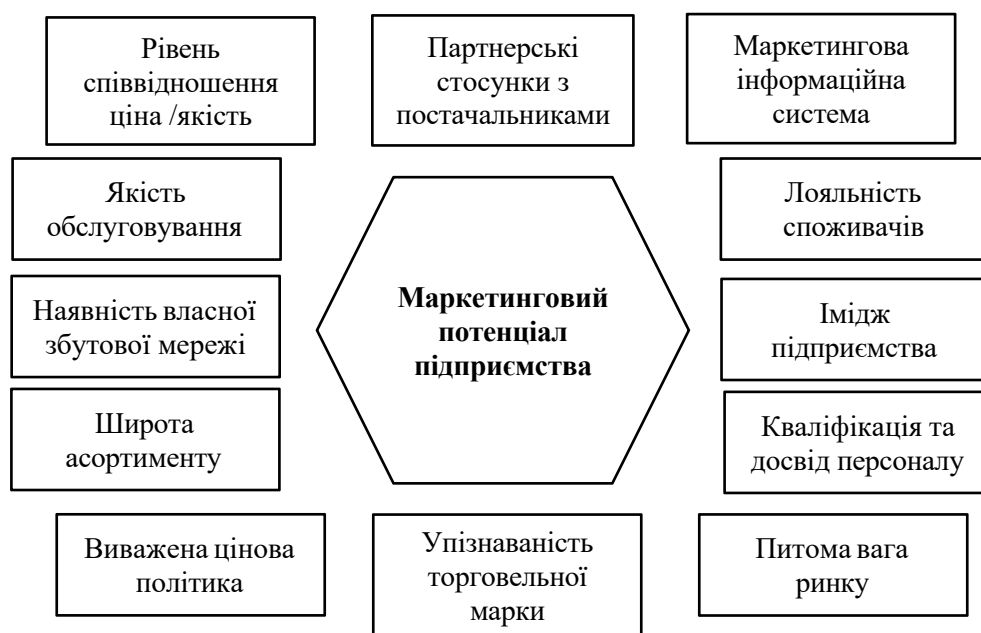 Рівень
співвідношення
ціна /якість
Партнерські
стосунки з
постачальниками
Маркетингова
інформаційна
система
Якість
обслуговування
Лояльність
споживачів
Маркетинговий
потенціал
підприємства
Наявність власної
збутової мережі
Імідж
підприємства
Широта
асортименту
Кваліфікація та
досвід персоналу
Виважена цінова
політика
Упізнаваність
торговельної
марки
Питома вага
ринку